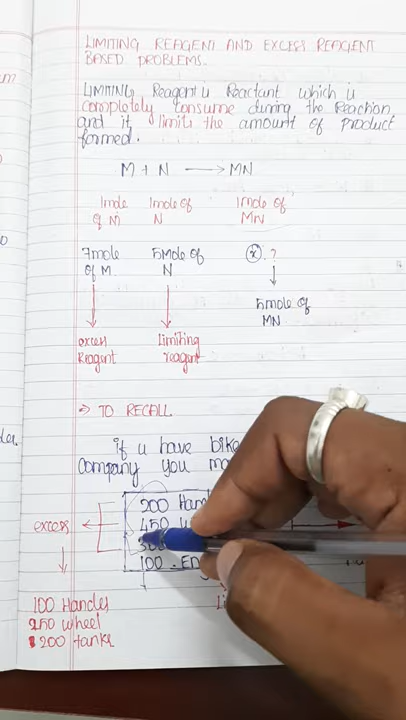 LIMITING REAGENT AND EXCESS REAGENT
BASED PROBLEMS.
LIMITING Reagent is Reactant which is
completely consume during the Reaction
and it limits the amount of product
formed.
M + N → MN
1mole of M
1mole of N
1mole of MN
7mole of M
5Mole of N
(x) ?
5mole of MN
excess Reagent
limiting reagent
⇒ TO RECALL
if u have bike
Company you
200
450
excess
100
100 Handes
250 wheel
200 tanks